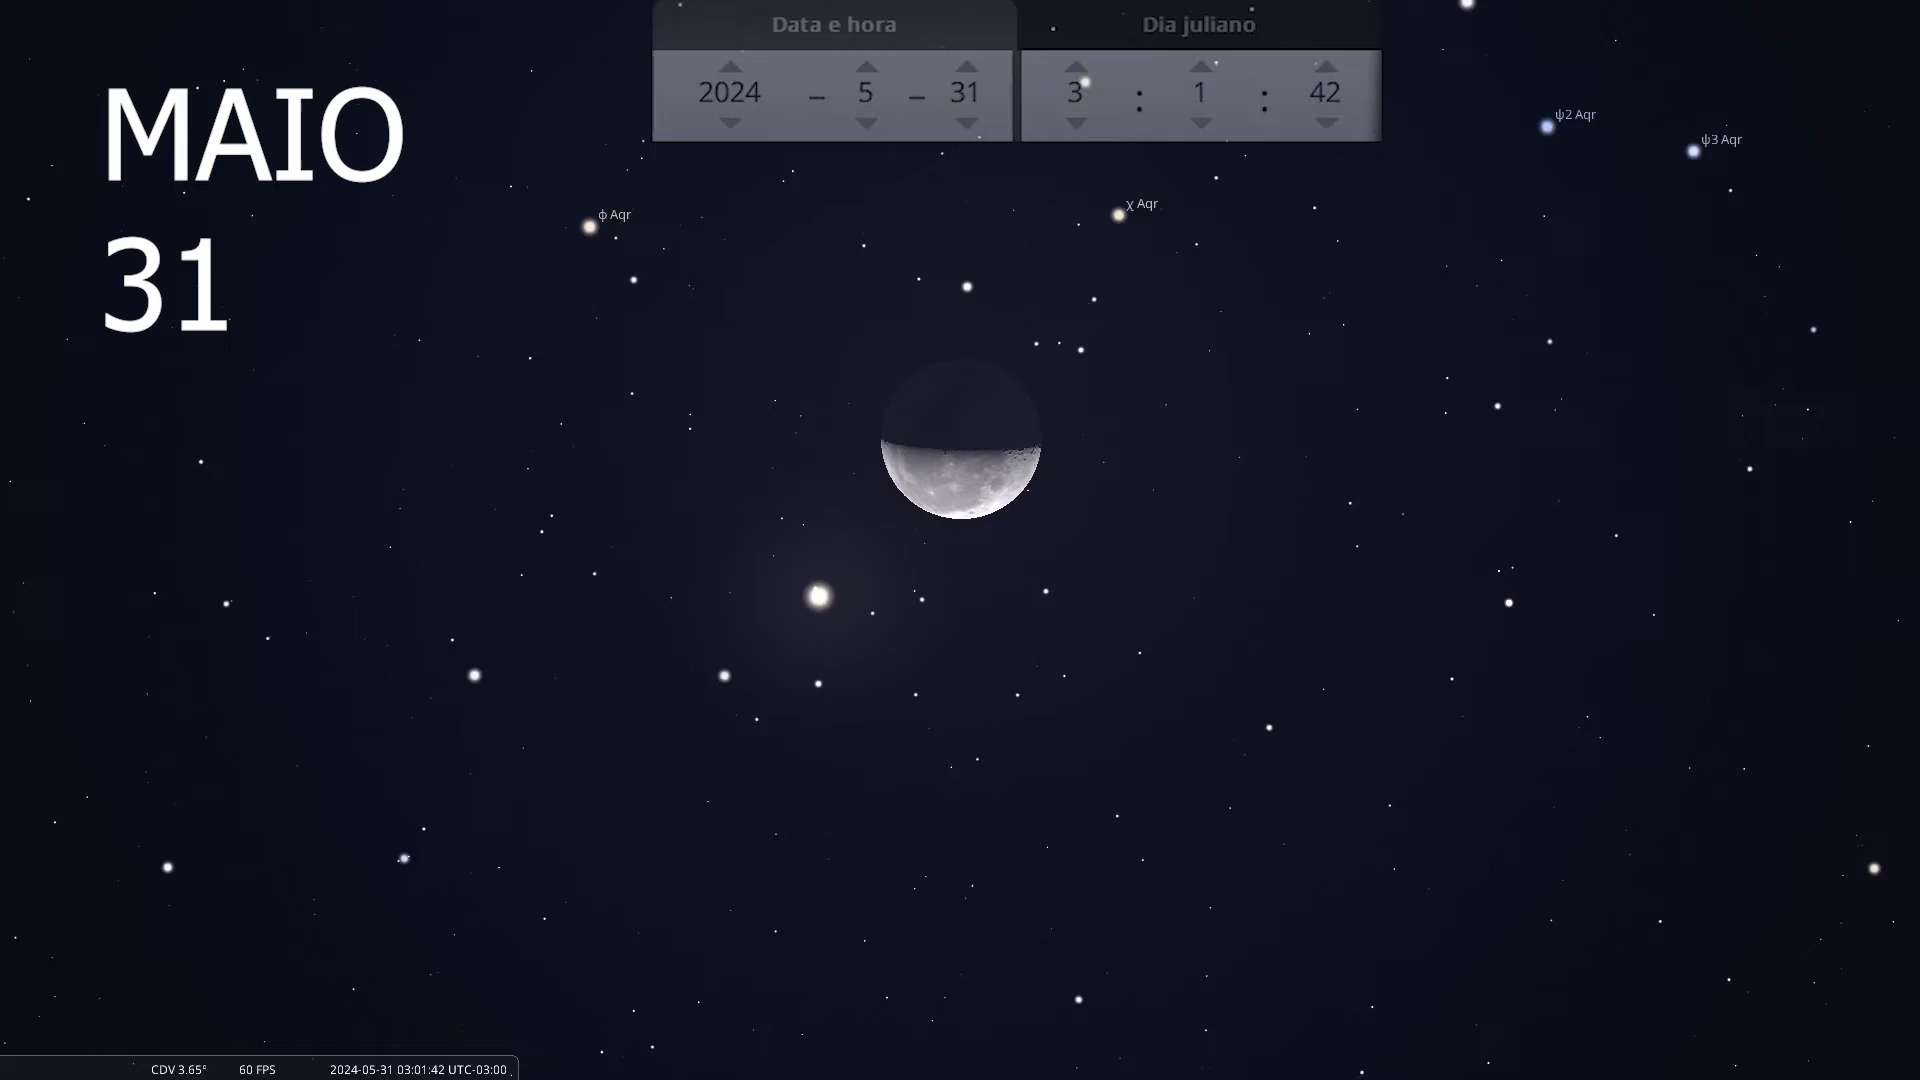 Data e hora
Dia juliano
2024 – 5 – 31
3 : 1 : 42
MAIO
31
ψ2 Aqr
ψ3 Aqr
χ Aqr
ϕ Aqr
CDV 3.65° 60 FPS 2024-05-31 03:01:42 UTC-03:00